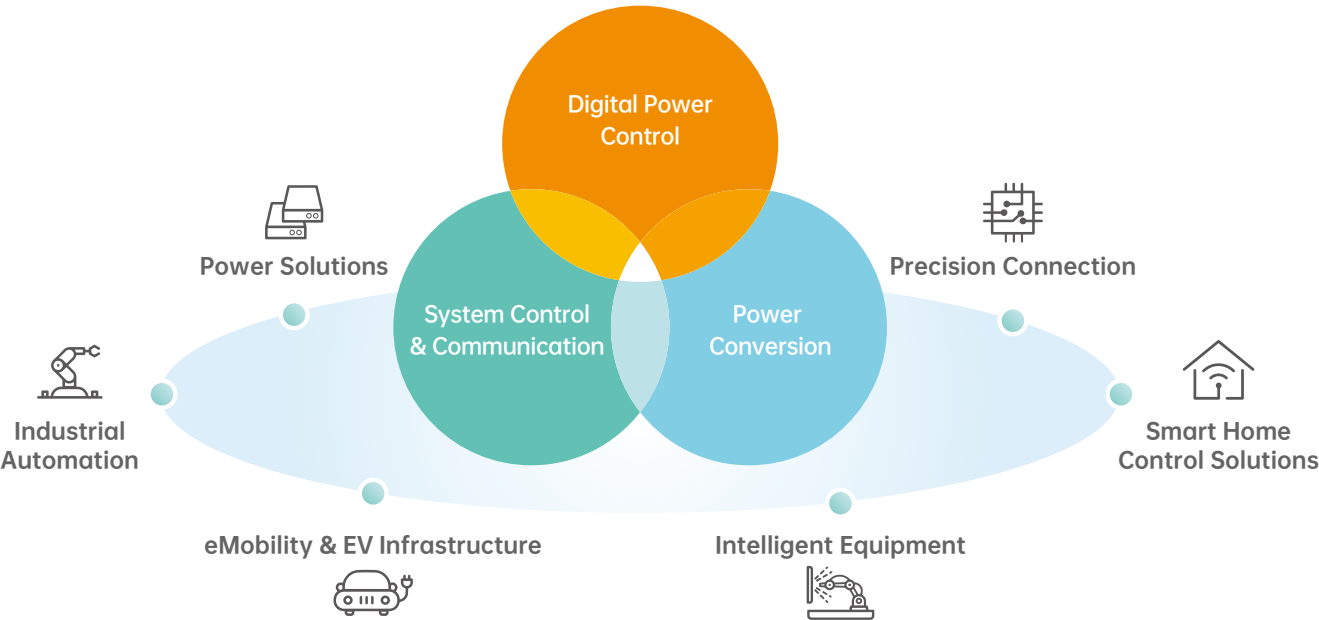 Digital Power
Control
Power Solutions
Precision Connection
System Control
& Communication
Power
Conversion
Industrial
Automation
Smart Home
Control Solutions
eMobility & EV Infrastructure
Intelligent Equipment